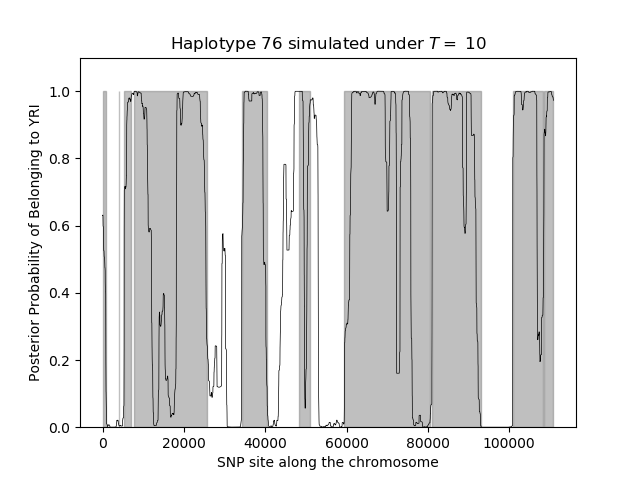 Haplotype 76 simulated under T = 10
Posterior Probability of Belonging to YRI
1.0
0.8
0.6
0.4
0.2
0.0
0 20000 40000 60000 80000 100000
SNP site along the chromosome